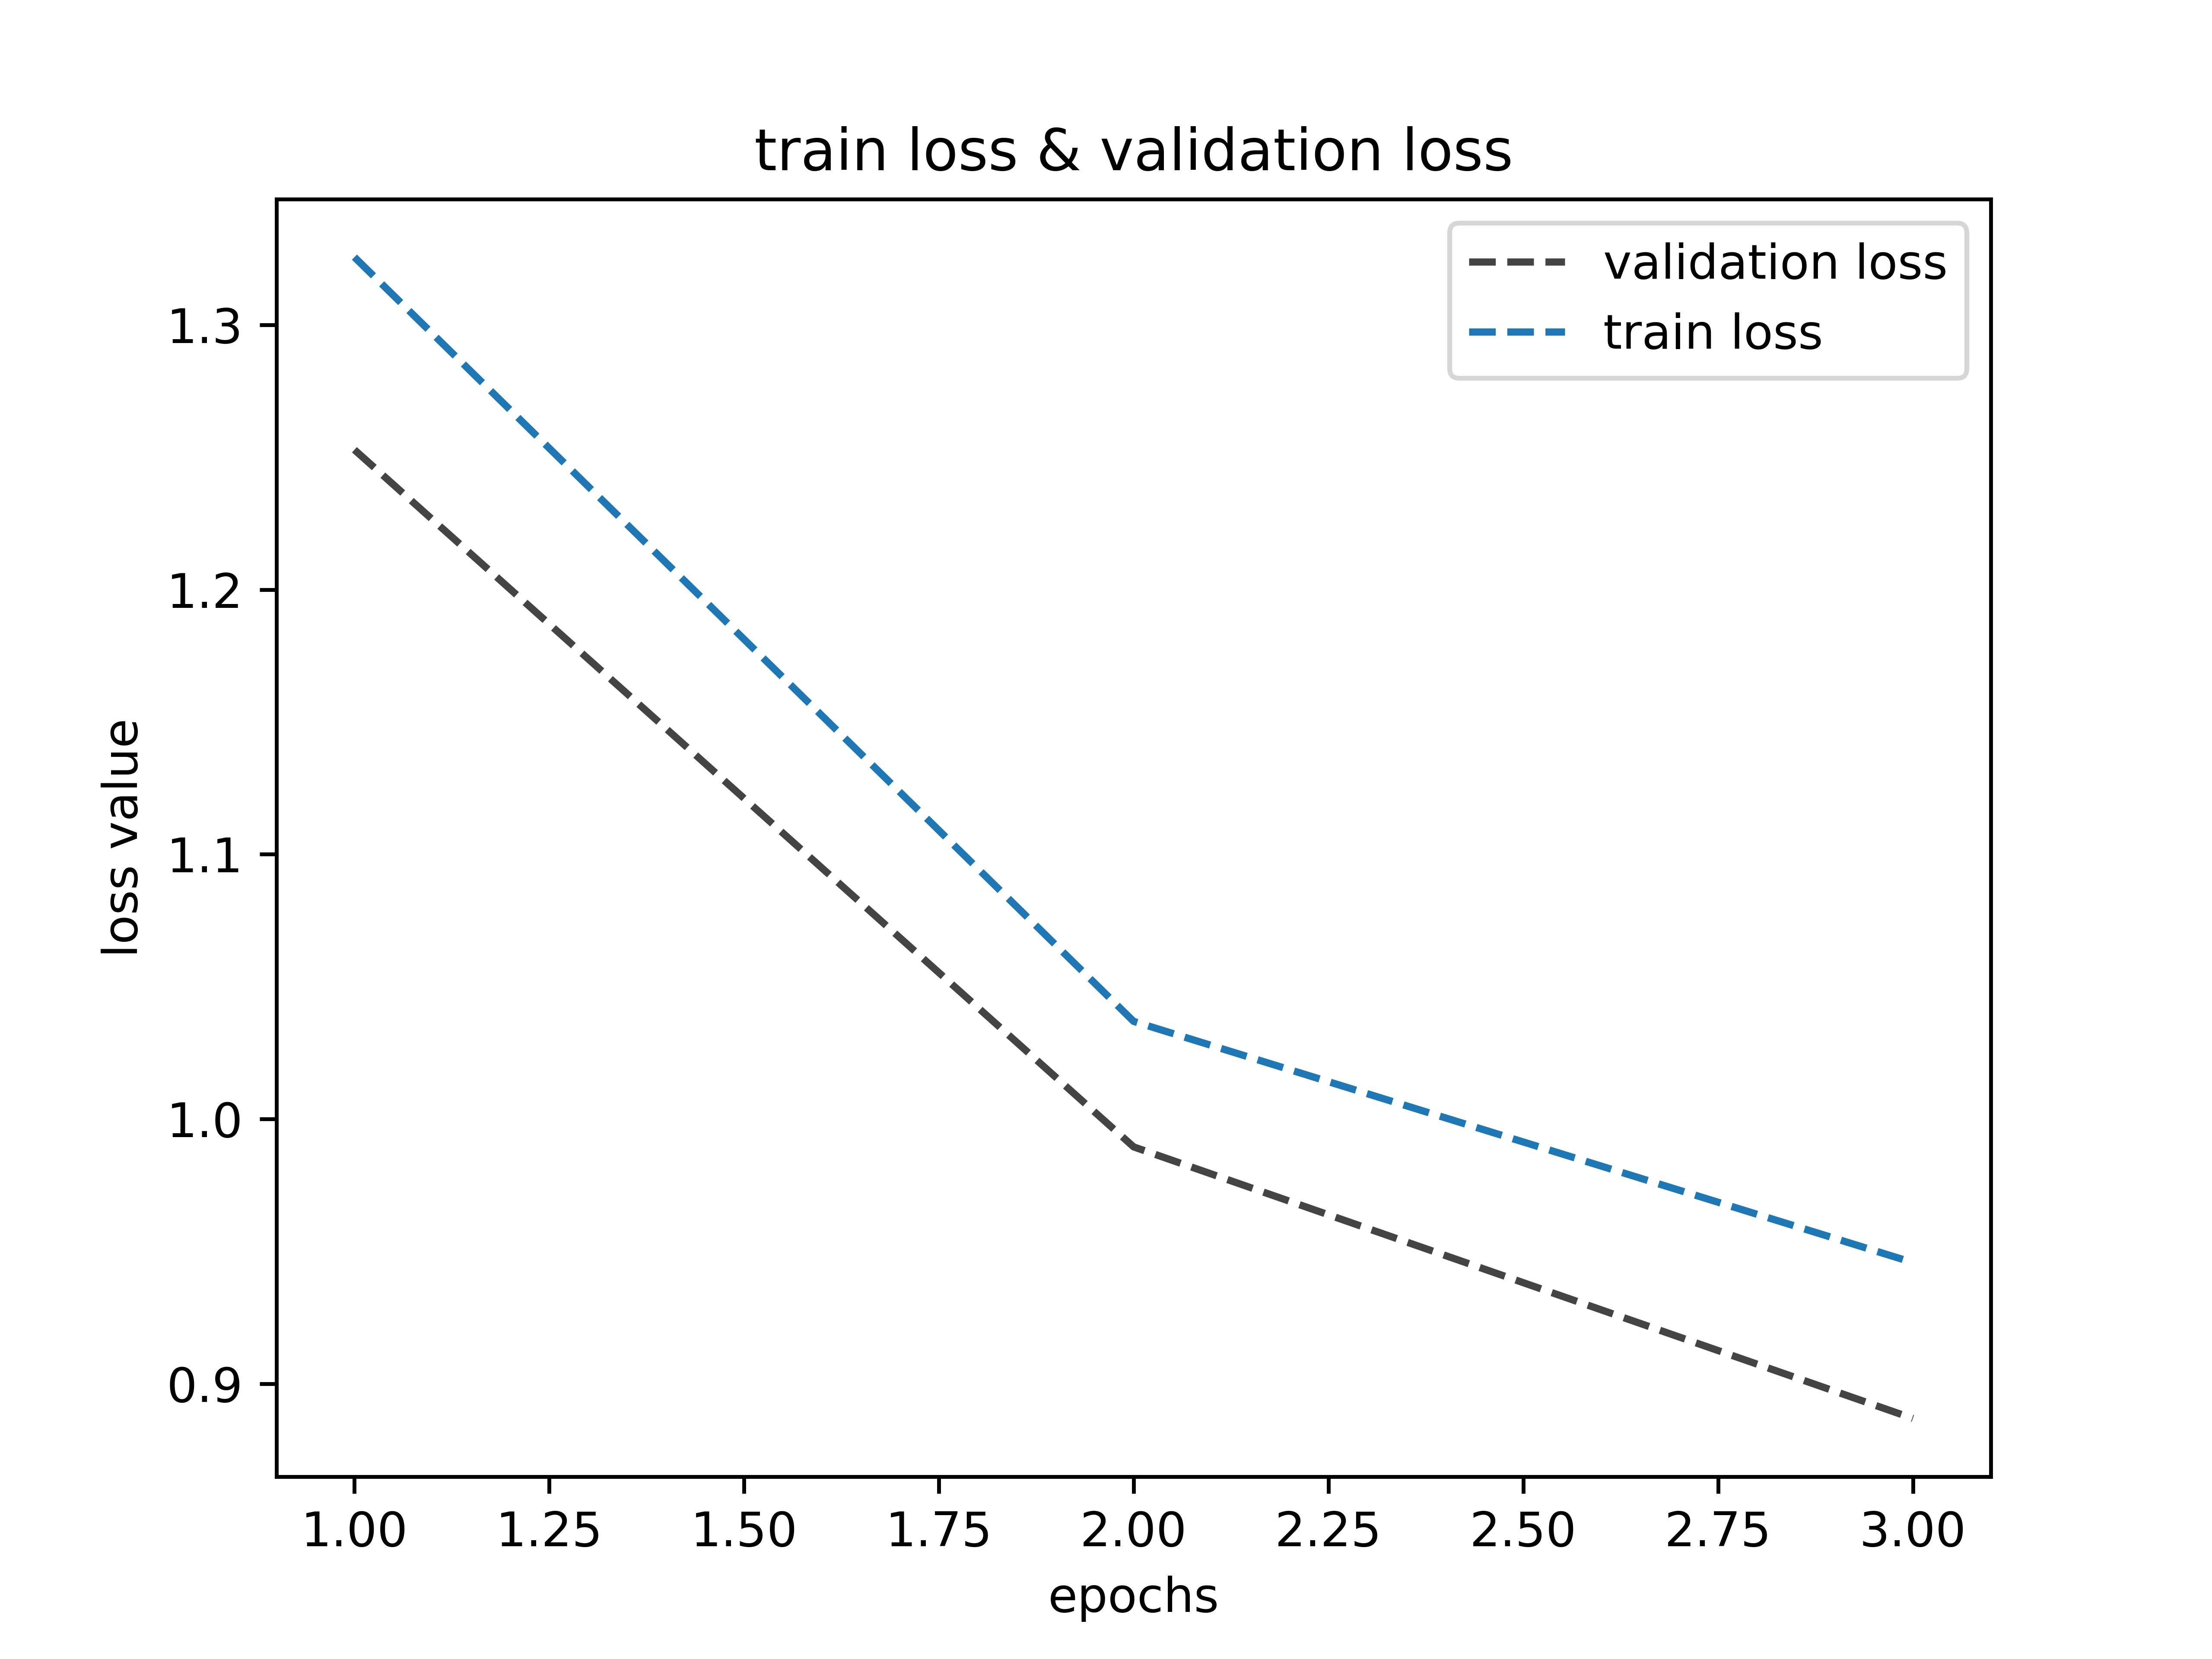 train loss & validation loss
validation loss
train loss
loss value
1.3
1.2
1.1
1.0
0.9
1.00 1.25 1.50 1.75 2.00 2.25 2.50 2.75 3.00
epochs